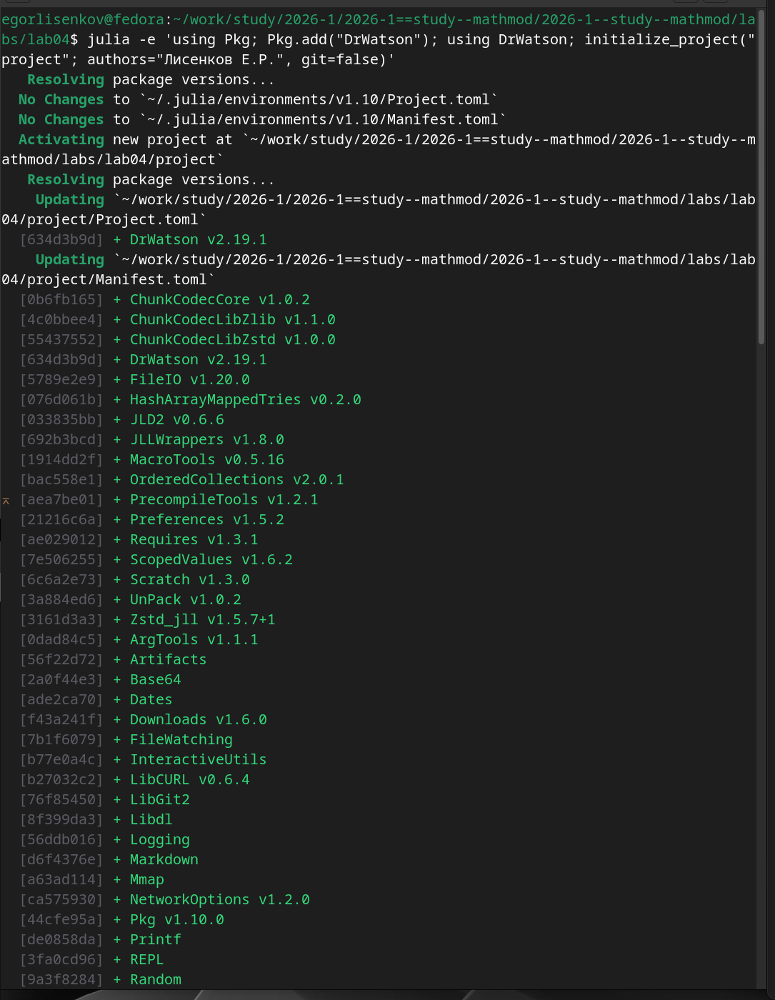 egorlisenkov@fedora:~/work/study/2026-1/2026-1==study--mathmod/2026-1--study--mathmod/la
bs/lab04$ julia -e 'using Pkg; Pkg.add("DrWatson"); using DrWatson; initialize_project("
project"; authors="Лисенков Е.Р.", git=false)'
Resolving package versions...
No Changes to `~/.julia/environments/v1.10/Project.toml`
No Changes to `~/.julia/environments/v1.10/Manifest.toml`
Activating new project at `~/work/study/2026-1/2026-1==study--mathmod/2026-1--study--m
athmod/labs/lab04/project`
Resolving package versions...
Updating `~/work/study/2026-1/2026-1==study--mathmod/2026-1--study--mathmod/labs/lab
04/project/Project.toml`
[634d3b9d] + DrWatson v2.19.1
Updating `~/work/study/2026-1/2026-1==study--mathmod/2026-1--study--mathmod/labs/lab
04/project/Manifest.toml`
[0b6fb165] + ChunkCodecCore v1.0.2
[4c0bbee4] + ChunkCodecLibZlib v1.1.0
[55437552] + ChunkCodecLibZstd v1.0.0
[634d3b9d] + DrWatson v2.19.1
[5789e2e9] + FileIO v1.20.0
[076d061b] + HashArrayMappedTries v0.2.0
[033835bb] + JLD2 v0.6.6
[692b3bcd] + JLLWrappers v1.8.0
[1914dd2f] + MacroTools v0.5.16
[bac558e1] + OrderedCollections v2.0.1
⌅ [aea7be01] + PrecompileTools v1.2.1
[21216c6a] + Preferences v1.5.2
[ae029012] + Requires v1.3.1
[7e506255] + ScopedValues v1.6.2
[6c6a2e73] + Scratch v1.3.0
[3a884ed6] + UnPack v1.0.2
[3161d3a3] + Zstd_jll v1.5.7+1
[0dad84c5] + ArgTools v1.1.1
[56f22d72] + Artifacts
[2a0f44e3] + Base64
[ade2ca70] + Dates
[f43a241f] + Downloads v1.6.0
[7b1f6079] + FileWatching
[b77e0a4c] + InteractiveUtils
[b27032c2] + LibCURL v0.6.4
[76f85450] + LibGit2
[8f399da3] + Libdl
[56ddb016] + Logging
[d6f4376e] + Markdown
[a63ad114] + Mmap
[ca575930] + NetworkOptions v1.2.0
[44cfe95a] + Pkg v1.10.0
[de0858da] + Printf
[3fa0cd96] + REPL
[9a3f8284] + Random